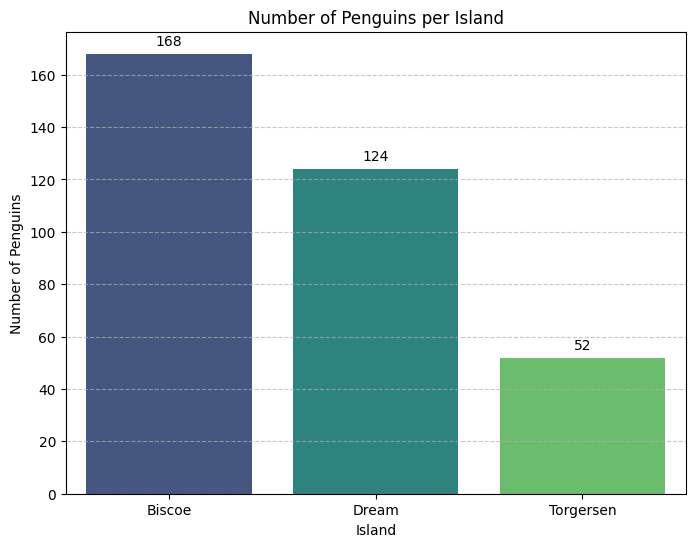 Number of Penguins per Island
168
124
52
160
140
120
100
80
60
40
20
0
Number of Penguins
Biscoe
Dream
Torgersen
Island